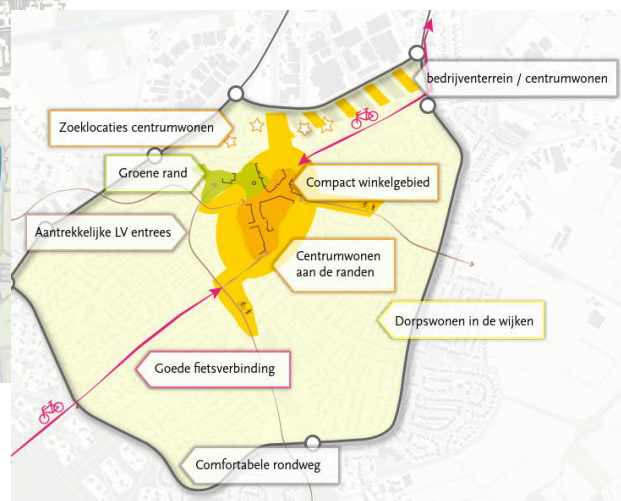 bedrijventerrein / centrumwonen
Zoeklocaties centrumwonen
Groene rand
Compact winkelgebied
Aantrekkelijke LV entrees
Centrumwonen
aan de randen
Dorpswonen in de wijken
Goede fietsverbinding
Comfortabele rondweg